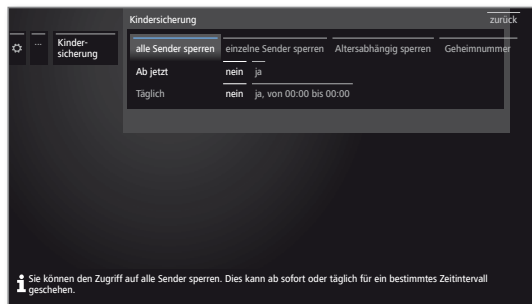 Kindersicherung
zurück
...
Kinder-
sicherung
alle Sender sperren
einzelne Sender sperren
Altersabhängig sperren
Geheimnummer
Ab jetzt
nein
ja
Täglich
nein
ja, von 00:00 bis 00:00
Sie können den Zugriff auf alle Sender sperren. Dies kann ab sofort oder täglich für ein bestimmtes Zeitintervall
geschehen.